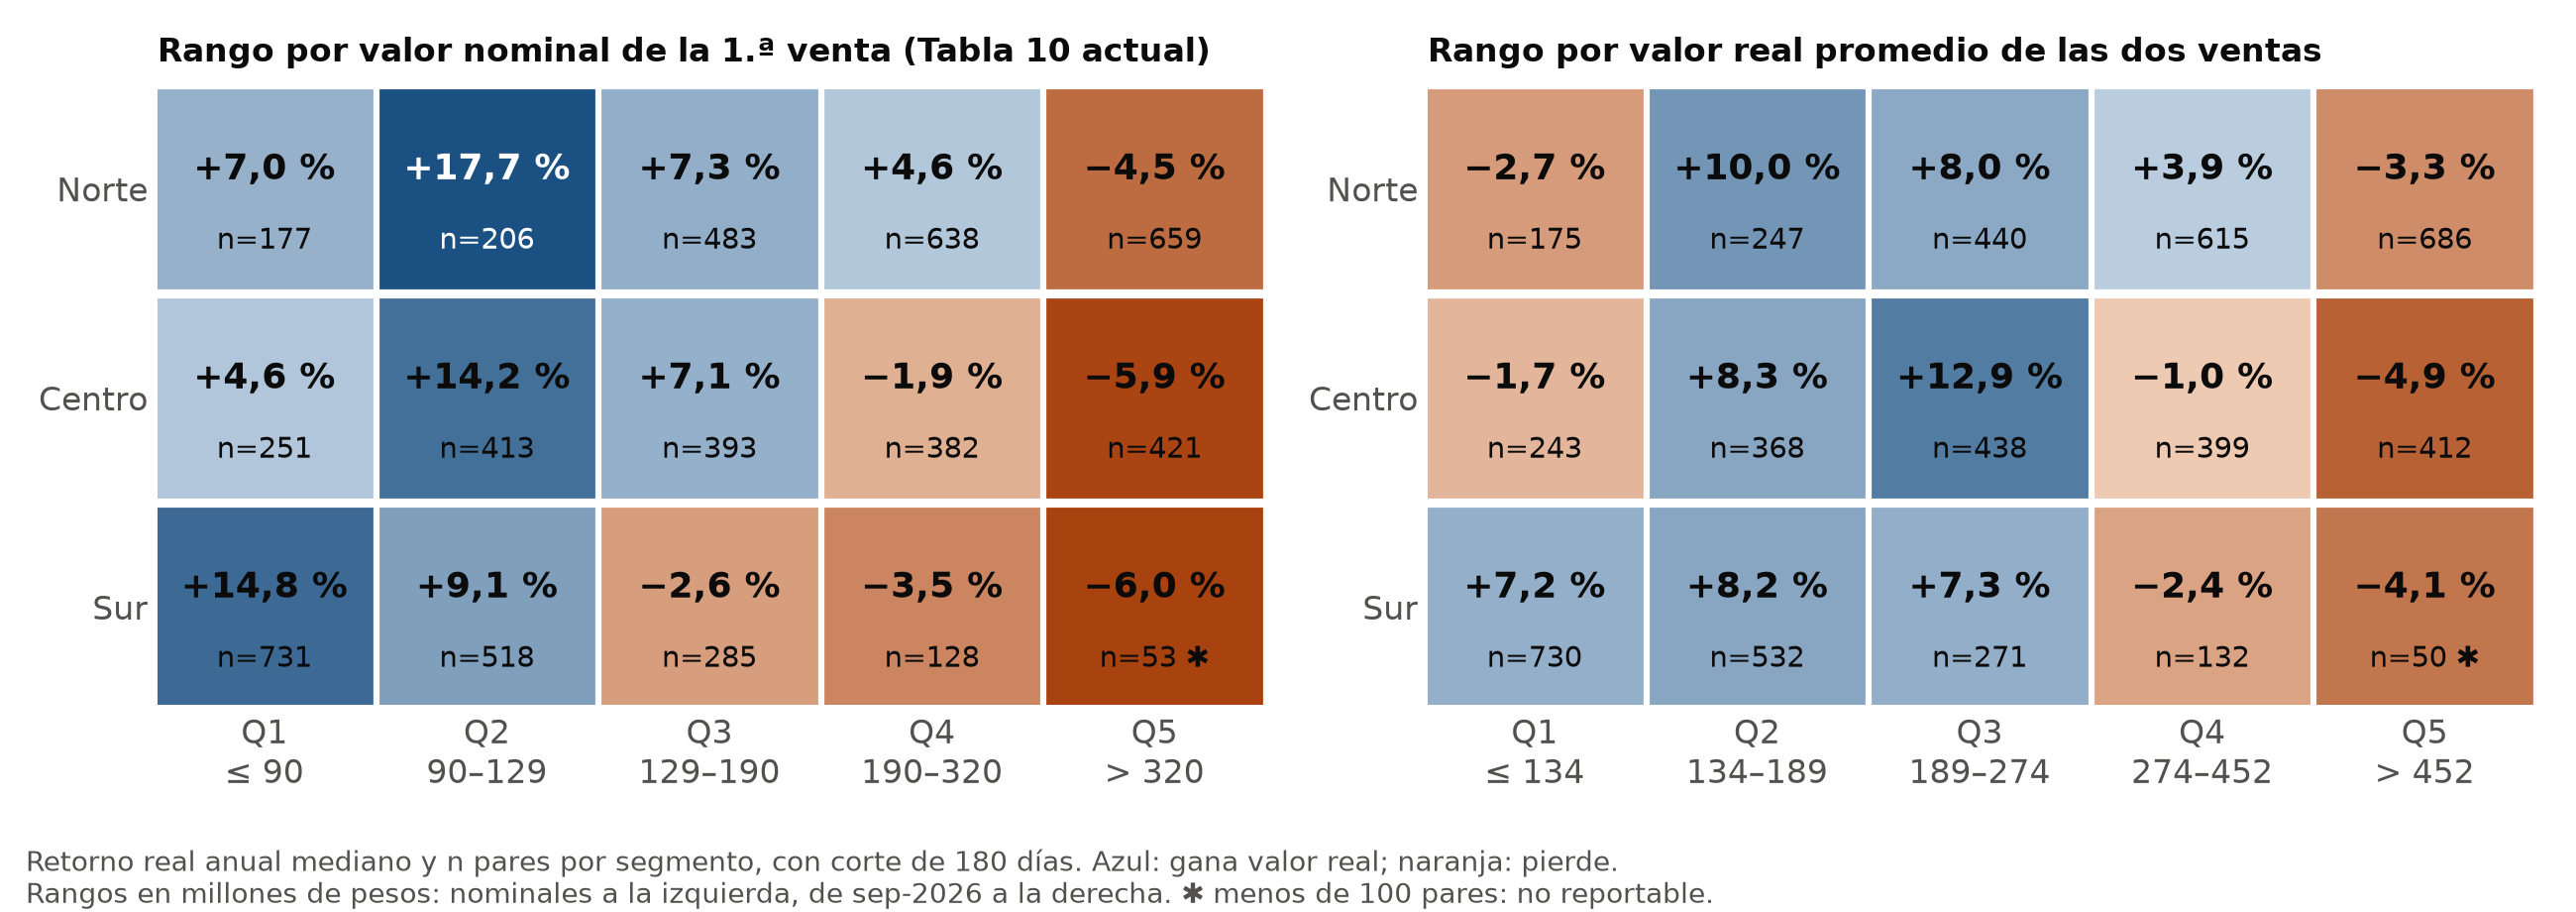 Rango por valor nominal de la 1.ª venta (Tabla 10 actual)
Norte
+7,0 % +17,7 % +7,3 % +4,6 % −4,5 %
n=177 n=206 n=483 n=638 n=659
Centro
+4,6 % +14,2 % +7,1 % −1,9 % −5,9 %
n=251 n=413 n=393 n=382 n=421
Sur
+14,8 % +9,1 % −2,6 % −3,5 % −6,0 %
n=731 n=518 n=285 n=128 n=53 ✱
Q1 Q2 Q3 Q4 Q5
≤ 90 90–129 129–190 190–320 > 320
Rango por valor real promedio de las dos ventas
Norte
−2,7 % +10,0 % +8,0 % +3,9 % −3,3 %
n=175 n=247 n=440 n=615 n=686
Centro
−1,7 % +8,3 % +12,9 % −1,0 % −4,9 %
n=243 n=368 n=438 n=399 n=412
Sur
+7,2 % +8,2 % +7,3 % −2,4 % −4,1 %
n=730 n=532 n=271 n=132 n=50 ✱
Q1 Q2 Q3 Q4 Q5
≤ 134 134–189 189–274 274–452 > 452
Retorno real anual mediano y n pares por segmento, con corte de 180 días. Azul: gana valor real; naranja: pierde.
Rangos en millones de pesos: nominales a la izquierda, de sep-2026 a la derecha. ✱ menos de 100 pares: no reportable.